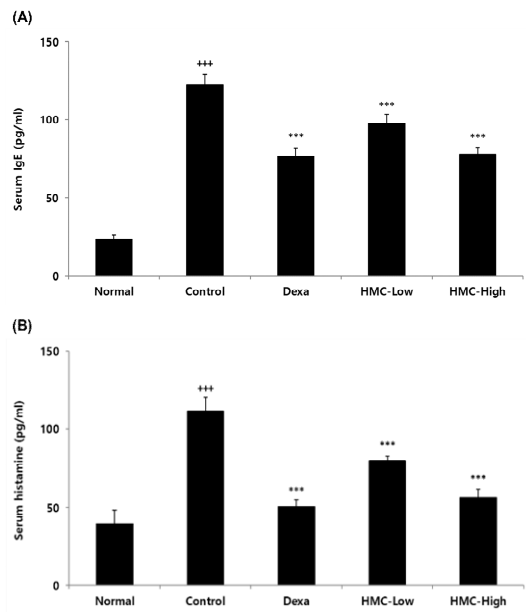 (A)
Serum IgE (pg/ml)
150
100
50
0
+++
***
***
***
Normal Control Dexa HMC-Low HMC-High
(B)
Serum histamine (pg/ml)
150
100
50
0
+++
***
***
***
Normal Control Dexa HMC-Low HMC-High